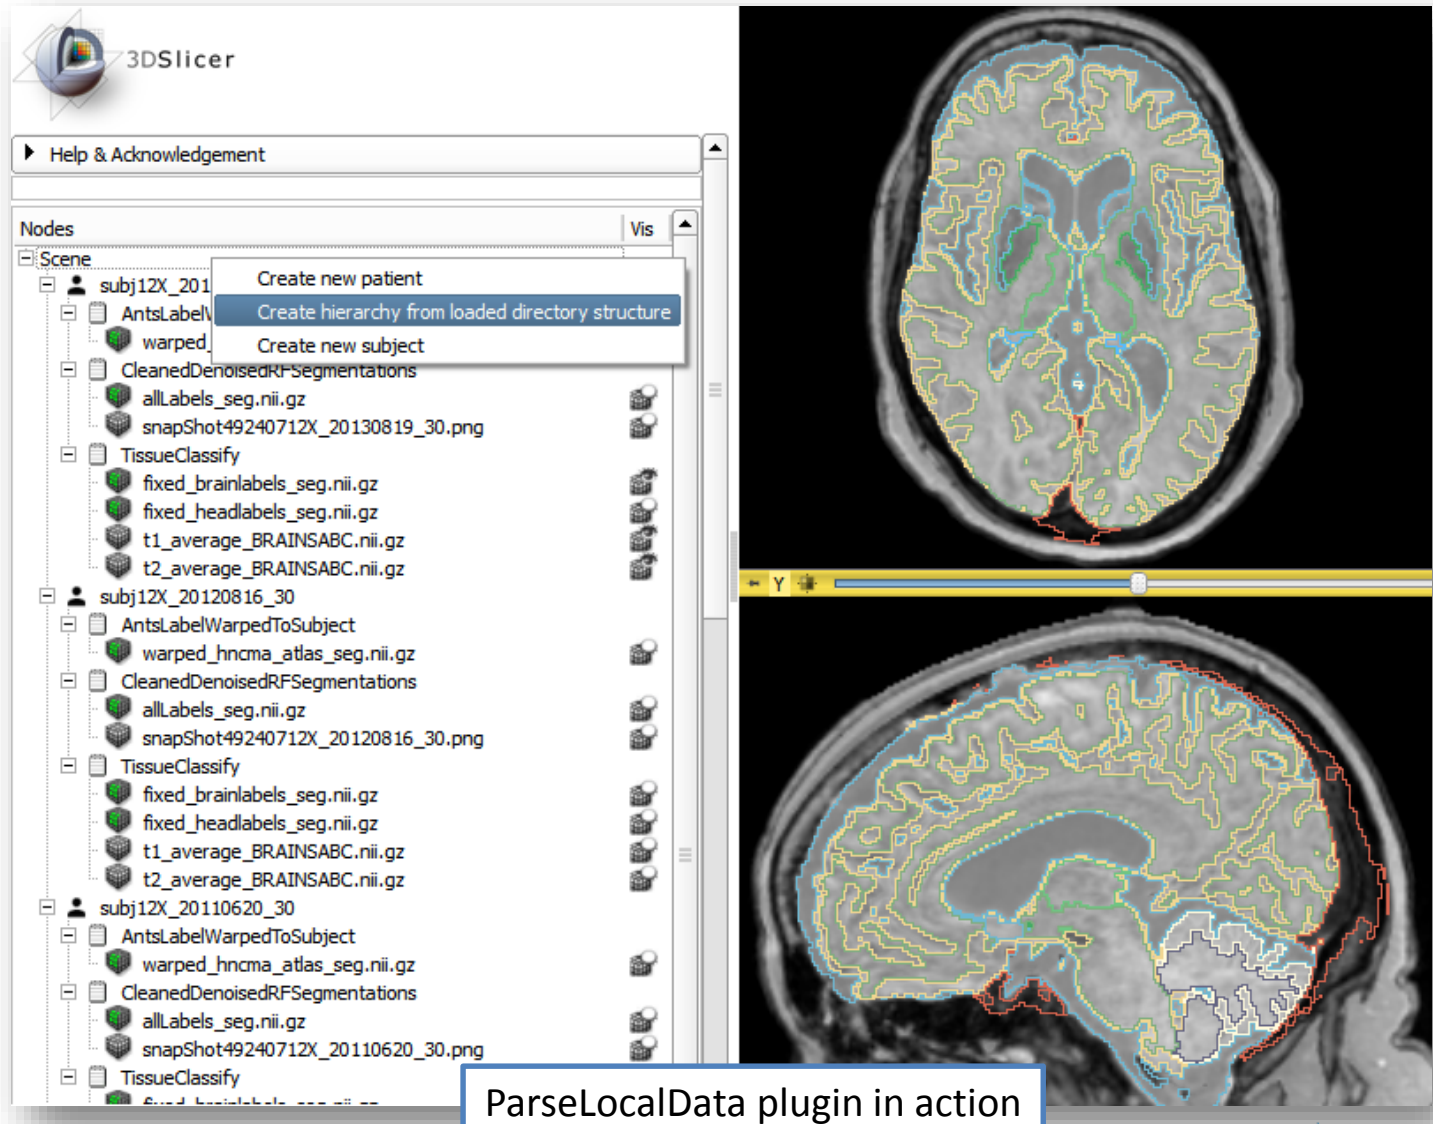 3DSlicer
Help & Acknowledgement
Nodes Vis
Scene
subj12X_201
Create new patient
AntsLabelW
Create hierarchy from loaded directory structure
warped_
Create new subject
CleanedDenoisedRFSegmentations
allLabels_seg.nii.gz
snapShot49240712X_20130819_30.png
TissueClassify
fixed_brainlabels_seg.nii.gz
fixed_headlabels_seg.nii.gz
t1_average_BRAINSABC.nii.gz
t2_average_BRAINSABC.nii.gz
Y
subj12X_20120816_30
AntsLabelWarpedToSubject
warped_hncma_atlas_seg.nii.gz
CleanedDenoisedRFSegmentations
allLabels_seg.nii.gz
snapShot49240712X_20120816_30.png
TissueClassify
fixed_brainlabels_seg.nii.gz
fixed_headlabels_seg.nii.gz
t1_average_BRAINSABC.nii.gz
t2_average_BRAINSABC.nii.gz
subj12X_20110620_30
AntsLabelWarpedToSubject
warped_hncma_atlas_seg.nii.gz
CleanedDenoisedRFSegmentations
allLabels_seg.nii.gz
snapShot49240712X_20110620_30.png
TissueClassify
ParseLocalData plugin in action